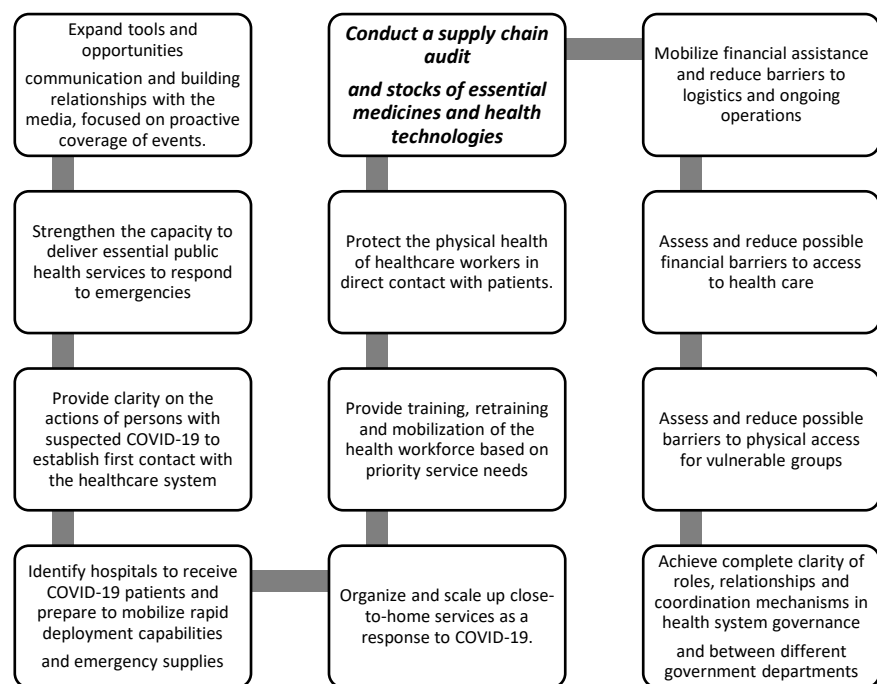 Expand tools and
opportunities
communication and building
relationships with the
media, focused on proactive
coverage of events.
Strengthen the capacity to
deliver essential public
health services to respond
to emergencies
Provide clarity on the
actions of persons with
suspected COVID-19 to
establish first contact with
the healthcare system
Identify hospitals to receive
COVID-19 patients and
prepare to mobilize rapid
deployment capabilities
and emergency supplies
Organize and scale up close-
to-home services as a
response to COVID-19.
Provide training, retraining
and mobilization of the
health workforce based on
priority service needs
Protect the physical health
of healthcare workers in
direct contact with patients.
Conduct a supply chain
audit
and stocks of essential
medicines and health
technologies
Mobilize financial assistance
and reduce barriers to
logistics and ongoing
operations
Assess and reduce possible
financial barriers to access
to health care
Assess and reduce possible
barriers to physical access
for vulnerable groups
Achieve complete clarity of
roles, relationships and
coordination mechanisms in
health system governance
and between different
government departments